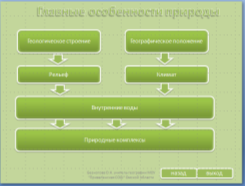 Главные особенности природы
Геологическое строение
Географическое положение
Рельеф
Климат
Внутренние воды
Природные комплексы
назад
выход